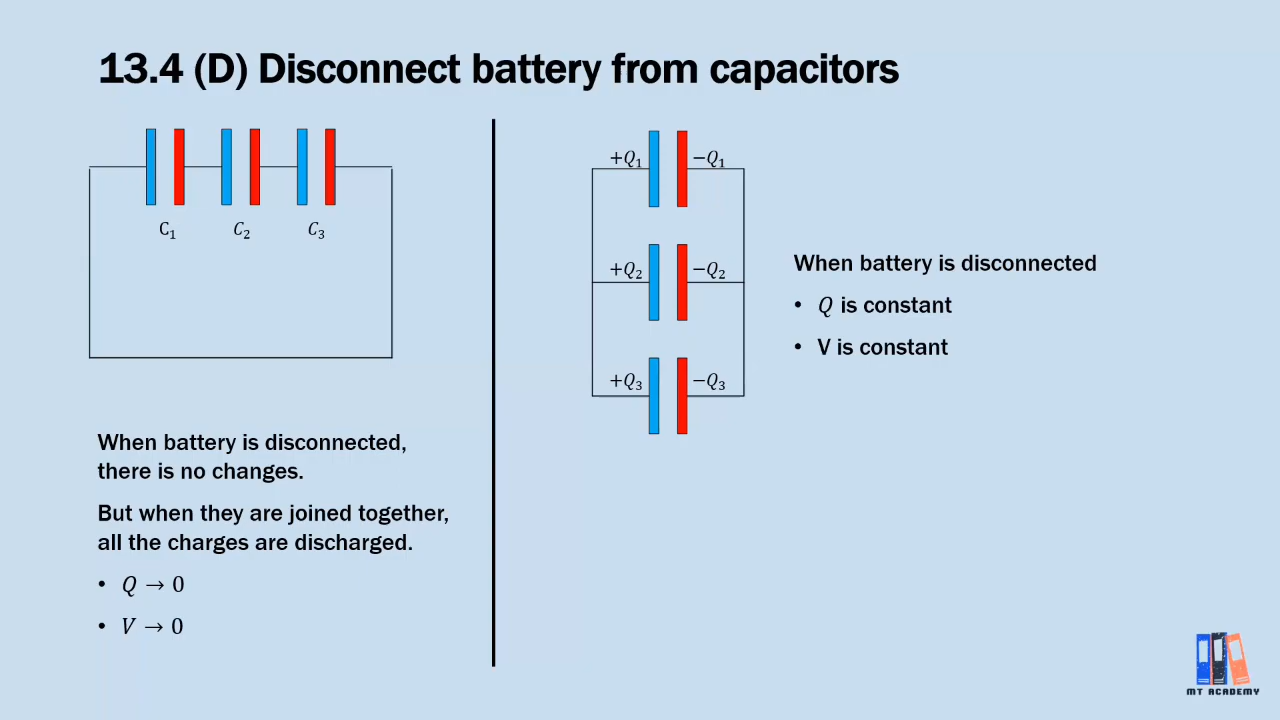 13.4 (D) Disconnect battery from capacitors
C₁
C₂
C₃
When battery is disconnected,
there is no changes.
But when they are joined together,
all the charges are discharged.
• Q → 0
• V → 0
+Q₁
−Q₁
+Q₂
−Q₂
+Q₃
−Q₃
When battery is disconnected
• Q is constant
• V is constant
MT ACADEMY